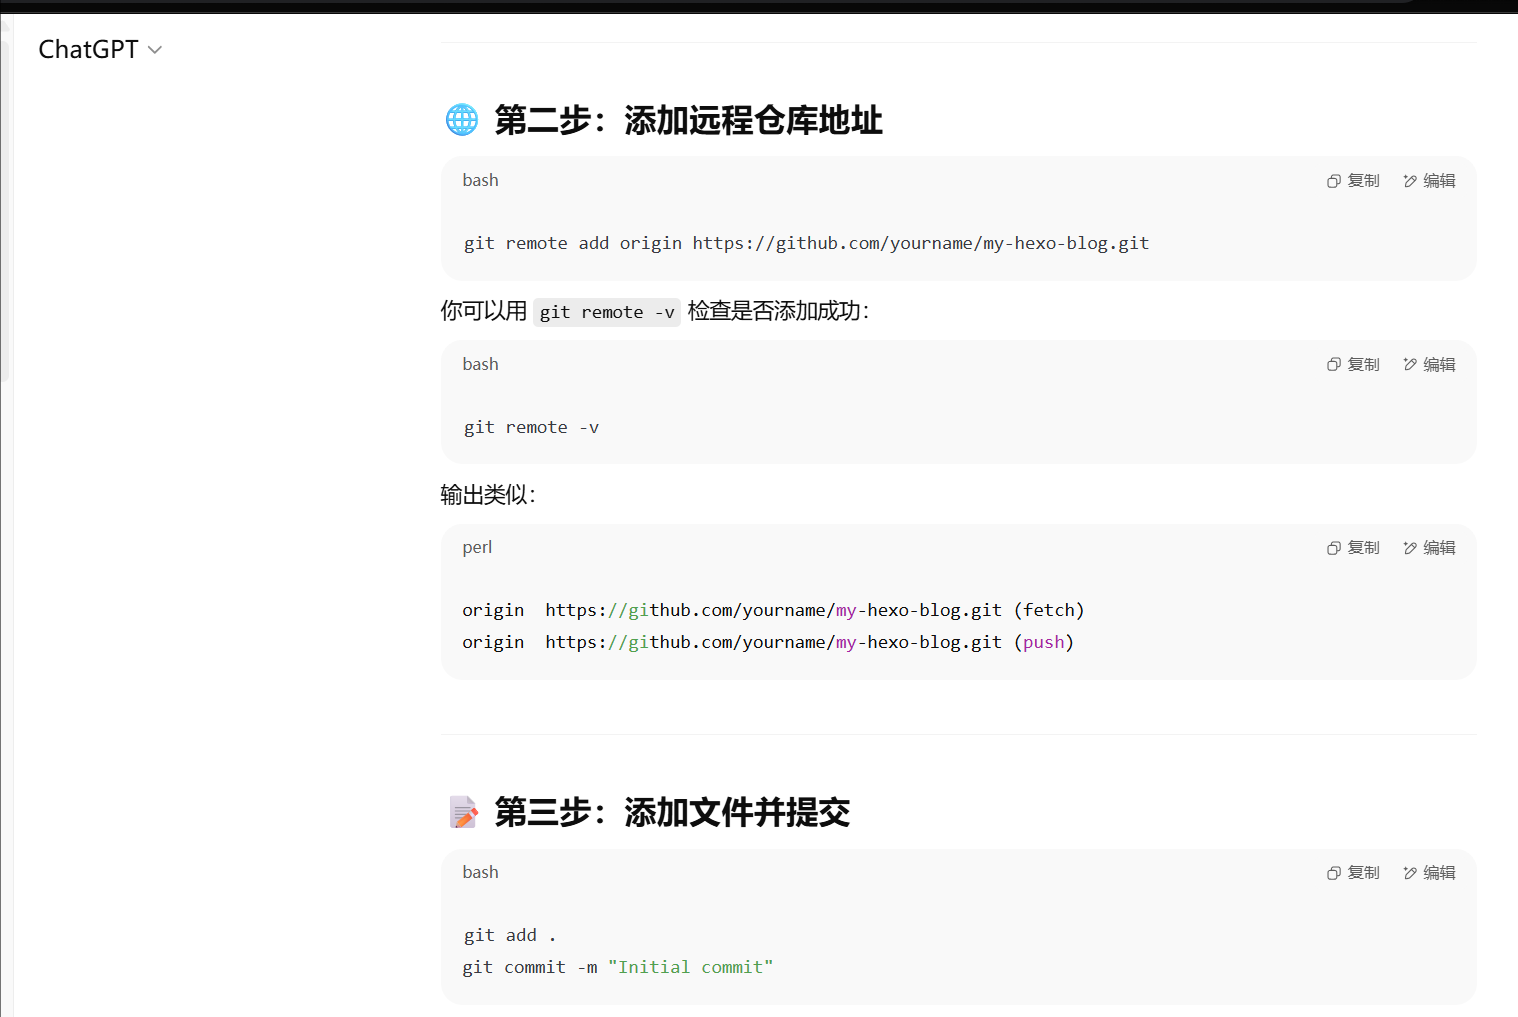 ChatGPT
第二步：添加远程仓库地址
bash 复制 编辑
git remote add origin https://github.com/yourname/my-hexo-blog.git
你可以用 git remote -v 检查是否添加成功：
bash 复制 编辑
git remote -v
输出类似：
perl 复制 编辑
origin  https://github.com/yourname/my-hexo-blog.git (fetch)
origin  https://github.com/yourname/my-hexo-blog.git (push)
第三步：添加文件并提交
bash 复制 编辑
git add .
git commit -m "Initial commit"